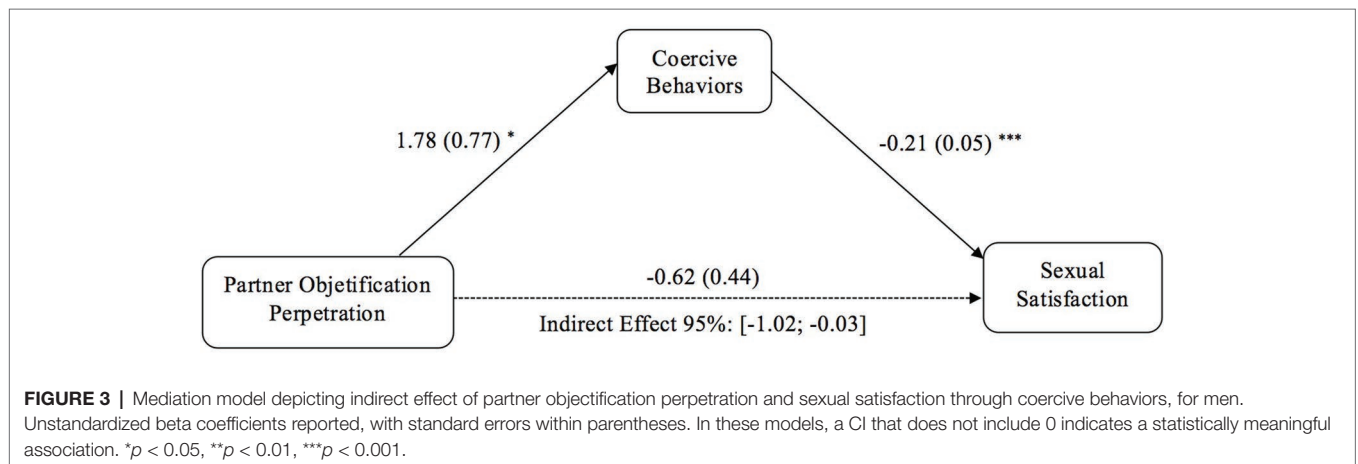 Coercive
Behaviors
1.78 (0.77) *
-0.21 (0.05) ***
Partner Objetification
Perpetration
-0.62 (0.44)
Indirect Effect 95%: [-1.02; -0.03]
Sexual
Satisfaction
FIGURE 3 | Mediation model depicting indirect effect of partner objectification perpetration and sexual satisfaction through coercive behaviors, for men.
Unstandardized beta coefficients reported, with standard errors within parentheses. In these models, a CI that does not include 0 indicates a statistically meaningful
association. *p < 0.05, **p < 0.01, ***p < 0.001.